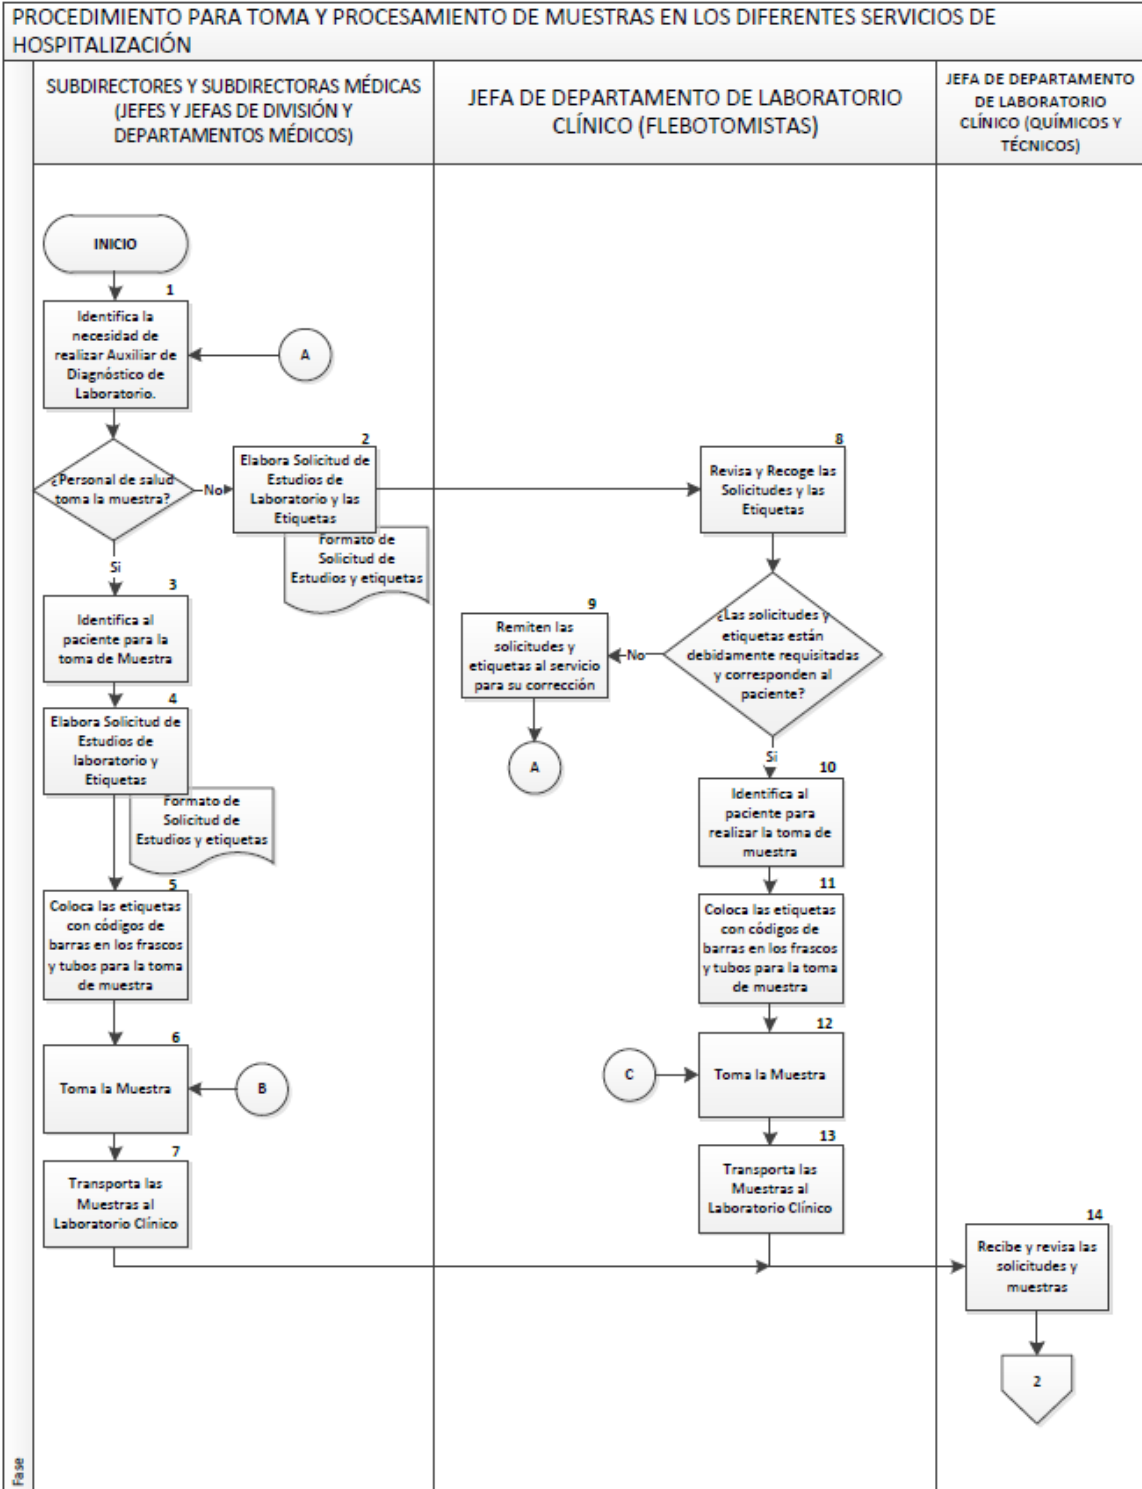 PROCEDIMIENTO PARA TOMA Y PROCESAMIENTO DE MUESTRAS EN LOS DIFERENTES SERVICIOS DE
HOSPITALIZACIÓN
SUBDIRECTORES Y SUBDIRECTORAS MÉDICAS
(JEFES Y JEFAS DE DIVISIÓN Y
DEPARTAMENTOS MÉDICOS)
JEFA DE DEPARTAMENTO DE LABORATORIO
CLÍNICO (FLEBOTOMISTAS)
JEFA DE DEPARTAMENTO
DE LABORATORIO
CLÍNICO (QUÍMICOS Y
TÉCNICOS)
INICIO
1
Identifica la
necesidad de
realizar Auxiliar de
Diagnóstico de
Laboratorio.
A
¿Personal de salud
toma la muestra?
No
2
Elabora Solicitud de
Estudios de
Laboratorio y las
Etiquetas
Formato de
Solicitud de
Estudios y etiquetas
Si
3
Identifica al
paciente para la
toma de Muestra
4
Elabora Solicitud de
Estudios de
laboratorio y
Etiquetas
Formato de
Solicitud de
Estudios y etiquetas
5
Coloca las etiquetas
con códigos de
barras en los frascos
y tubos para la toma
de muestra
6
Toma la Muestra
B
7
Transporta las
Muestras al
Laboratorio Clínico
8
Revisa y Recoge las
Solicitudes y las
Etiquetas
¿Las solicitudes y
etiquetas están
debidamente requisitadas
y corresponden al
paciente?
No
9
Remiten las
solicitudes y
etiquetas al servicio
para su corrección
A
Si
10
Identifica al
paciente para
realizar la toma de
muestra
11
Coloca las etiquetas
con códigos de
barras en los frascos
y tubos para la toma
de muestra
12
Toma la Muestra
C
13
Transporta las
Muestras al
Laboratorio Clínico
14
Recibe y revisa las
solicitudes y
muestras
2
Fase